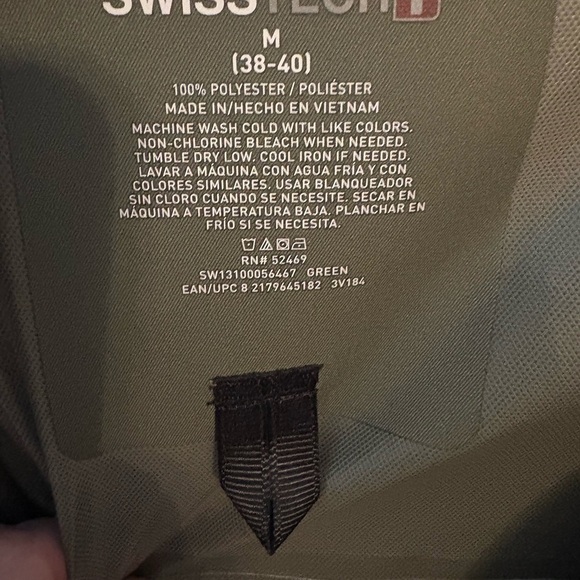 SWISSTECH
M
(38-40)
100% POLYESTER / POLIÉSTER
MADE IN/HECHO EN VIETNAM
MACHINE WASH COLD WITH LIKE COLORS.
NON-CHLORINE BLEACH WHEN NEEDED.
TUMBLE DRY LOW. COOL IRON IF NEEDED.
LAVAR A MÁQUINA CON AGUA FRÍA Y CON
COLORES SIMILARES. USAR BLANQUEADOR
SIN CLORO CUANDO SE NECESITE. SECAR EN
MÁQUINA A TEMPERATURA BAJA. PLANCHAR EN
FRÍO SI SE NECESITA.
RN# 52469
SW13100056467 GREEN
EAN/UPC 8 2179645182 3V184